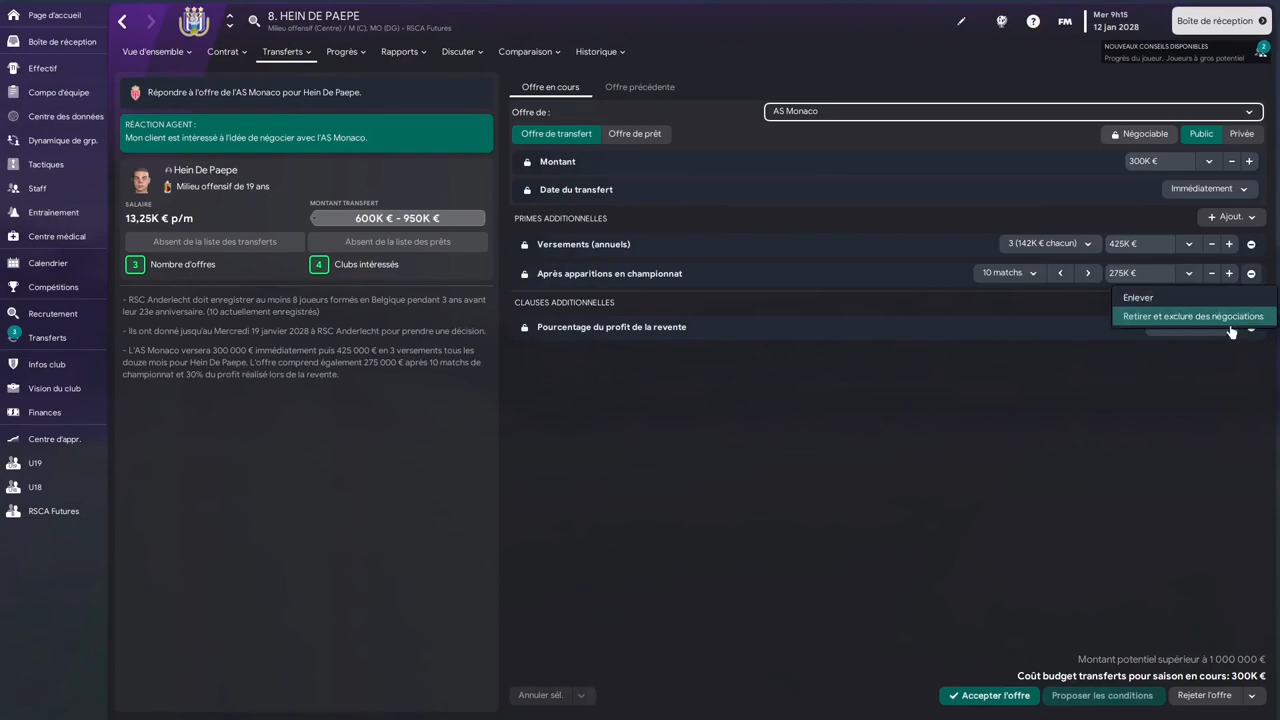 Page d'accueil
Boîte de réception
Effectif
Compo d'équipe
Centre des données
Dynamique de grp.
Tactiques
Staff
Entraînement
Centre médical
Calendrier
Compétitions
Recrutement
3
Transferts
Infos club
Vision du club
Finances
Centre d'appr.
U19
U18
RSCA Futures
8. HEIN DE PAEPE
Milieu offensif (Centre) / M (C), MO (DG) - RSCA Futures
FM
Mer 9h15
12 jan 2028
Boîte de réception
NOUVEAUX CONSEILS DISPONIBLES
Progrès du joueur, Joueurs à gros potentiel
2
Vue d'ensemble
Contrat
Transferts
Progrès
Rapports
Discuter
Comparaison
Historique
Répondre à l'offre de l'AS Monaco pour Hein De Paepe.
RÉACTION AGENT :
Mon client est intéressé à l'idée de négocier avec l'AS Monaco.
Hein De Paepe
Milieu offensif de 19 ans
SALAIRE
13,25K € p/m
MONTANT TRANSFERT
600K € - 950K €
Absent de la liste des transferts
Absent de la liste des prêts
3 Nombre d'offres
4 Clubs intéressés
- RSC Anderlecht doit enregistrer au moins 8 joueurs formés en Belgique pendant 3 ans avant
leur 23e anniversaire. (10 actuellement enregistrés)
- Ils ont donné jusqu'au Mercredi 19 janvier 2028 à RSC Anderlecht pour prendre une décision.
- L'AS Monaco versera 300 000 € immédiatement puis 425 000 € en 3 versements tous les
douze mois pour Hein De Paepe. L'offre comprend également 275 000 € après 10 matchs de
championnat et 30% du profit réalisé lors de la revente.
Offre en cours
Offre précédente
Offre de :
AS Monaco
Offre de transfert
Offre de prêt
Négociable
Public
Privée
Montant
300K €
Date du transfert
Immédiatement
PRIMES ADDITIONNELLES
Ajout.
Versements (annuels)
3 (142K € chacun)
425K €
Après apparitions en championnat
10 matchs
275K €
Enlever
Retirer et exclure des négociations
CLAUSES ADDITIONNELLES
Pourcentage du profit de la revente
Montant potentiel supérieur à 1 000 000 €
Coût budget transferts pour saison en cours: 300K €
Annuler sél.
Accepter l'offre
Proposer les conditions
Rejeter l'offre